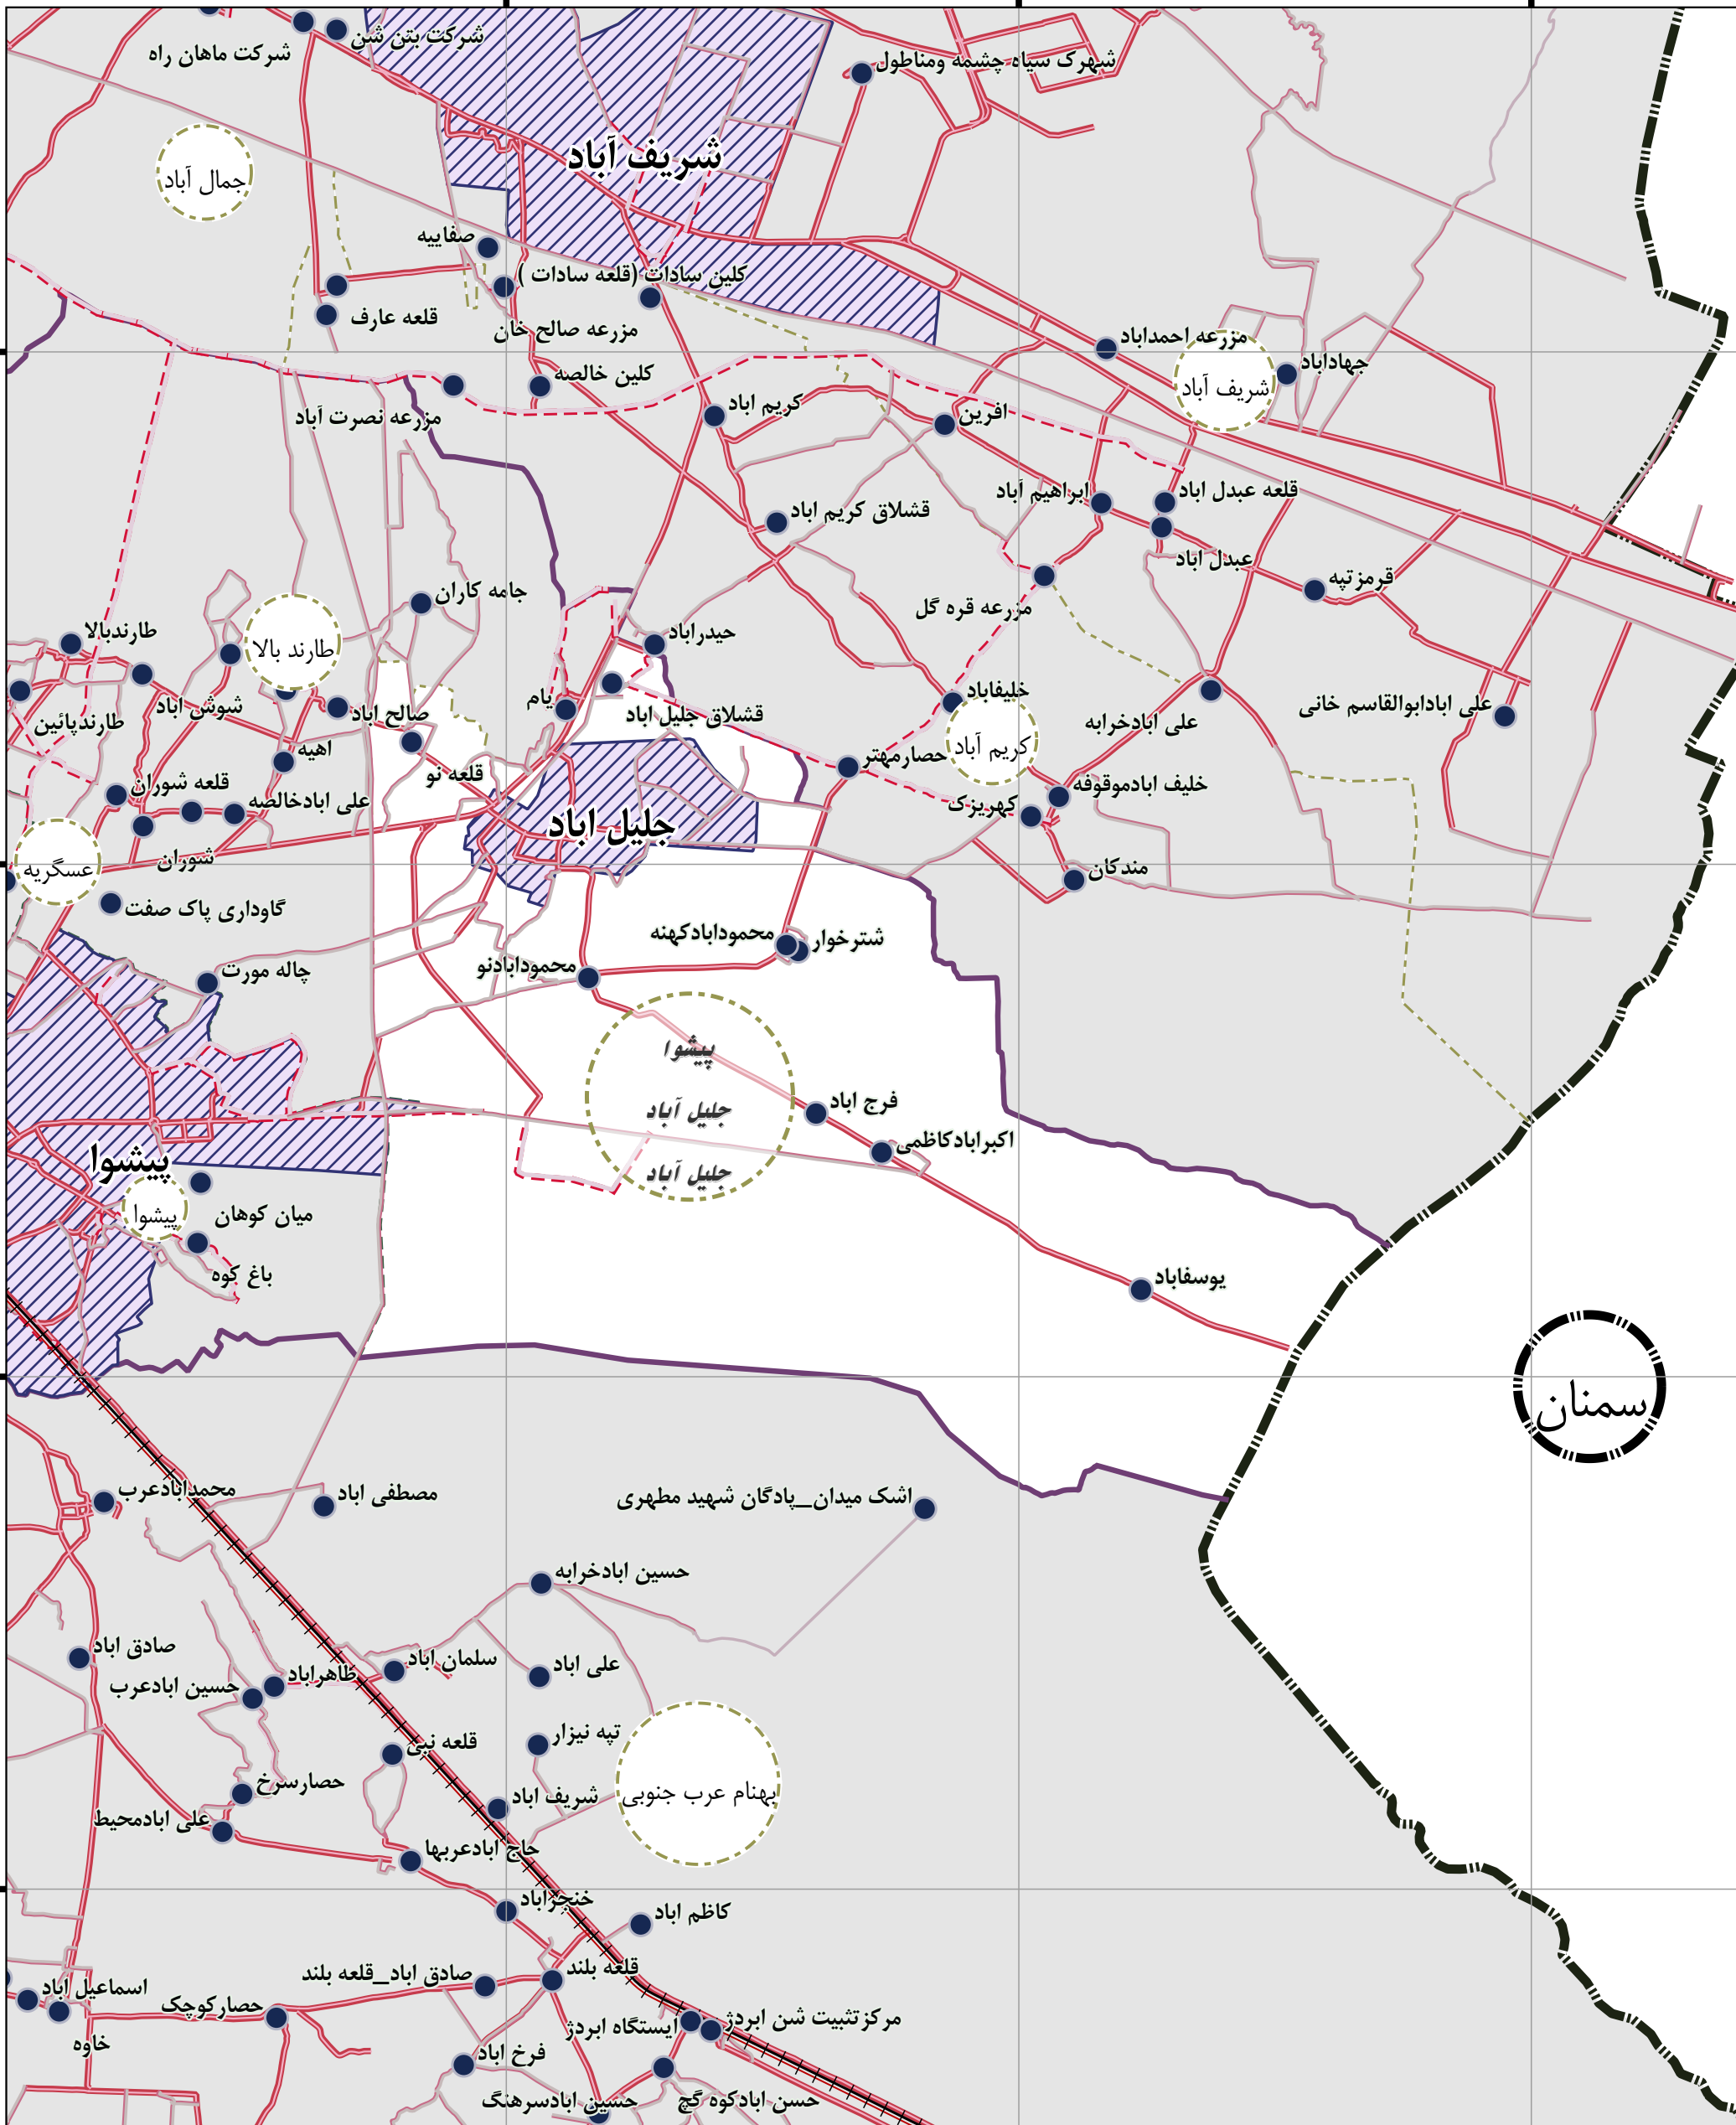 شرکت بتن شن
شرکت ماهان راه
شهرک سیاه چشمه ومناطول
شریف آباد
جمال آباد
صفاییه
کلین سادات (قلعه سادات )
قلعه عارف
مزرعه صالح خان
مزرعه احمداباد
جهاداباد
شریف آباد
کلین خالصه
مزرعه نصرت آباد
کریم اباد
افرین
قلعه عبدل اباد
ابراهیم آباد
قشلاق کریم اباد
عبدل اباد
قرمزتپه
جامه کاران
مزرعه قره گل
طارندبالا
طارند بالا
حیدراباد
خلیفاباد
یام
شوش اباد
صالح اباد
قشلاق جلیل اباد
علی ابادابوالقاسم خانی
علی ابادخرابه
طارندپائین
اهیه
کریم آباد
حصارمهتر
قلعه نو
قلعه شوران
خلیف ابادموقوفه
علی ابادخالصه
کهریزک
جلیل اباد
شوران
عسگریه
مندکان
گاوداری پاک صفت
محمودابادکهنه
شترخوار
چاله مورت
محمودابادنو
پیشوا
جلیل آباد
جلیل آباد
فرج اباد
اکبرابادکاظمی
پیشوا
پیشوا
میان کوهان
باغ کوه
یوسفاباد
سمنان
محمدابادعرب
مصطفی اباد
اشک میدان_پادگان شهید مطهری
حسین ابادخرابه
صادق اباد
سلمان اباد
علی اباد
طاهراباد
حسین ابادعرب
تپه نیزار
قلعه نبی
حصارسرخ
شریف اباد
بهنام عرب جنوبی
علی ابادمحیط
حاج ابادعربها
خنجراباد
کاظم اباد
قلعه بلند
صادق اباد_قلعه بلند
اسماعیل اباد
حصارکوچک
مرکزتثبیت شن ابردژ
ایستگاه ابردژ
خاوه
فرخ اباد
حسین ابادسرهنگ
حسن ابادکوه گچ